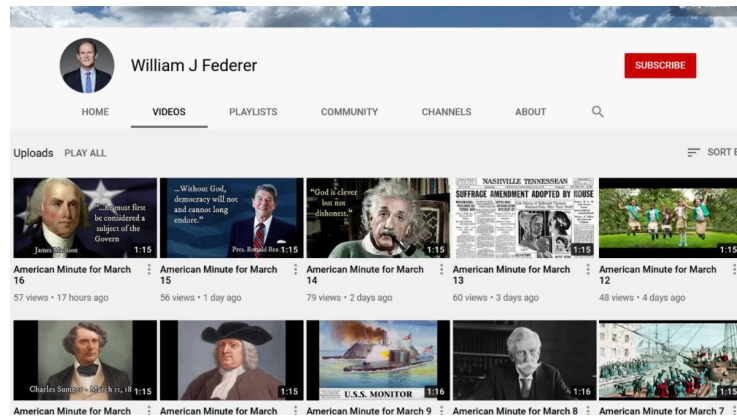 William J Federer
SUBSCRIBE
HOME VIDEOS PLAYLISTS COMMUNITY CHANNELS ABOUT
Uploads PLAY ALL
SORT
"...he must first
be considered a
subject of the
Govern
James Madison
1:15
...Without God,
democracy will not
and cannot long
endure."
Pres. Ronald Rea
1:15
"God is clever
but not
dishonest."
1:15
NASHVILLE TENNESSEAN
SUFFRAGE AMENDMENT ADOPTED BY HOUSE
1:15
1:15
American Minute for March
16
57 views • 17 hours ago
American Minute for March
15
56 views • 1 day ago
American Minute for March
14
79 views • 2 days ago
American Minute for March
13
60 views • 3 days ago
American Minute for March
12
48 views • 4 days ago
Charles Sumner - March 11, 18
1:15
1:15
U.S.S. MONITOR
1:16
1:16
1:15
American Minute for March
American Minute for March
American Minute for March 9
American Minute for March 8
American Minute for March 7